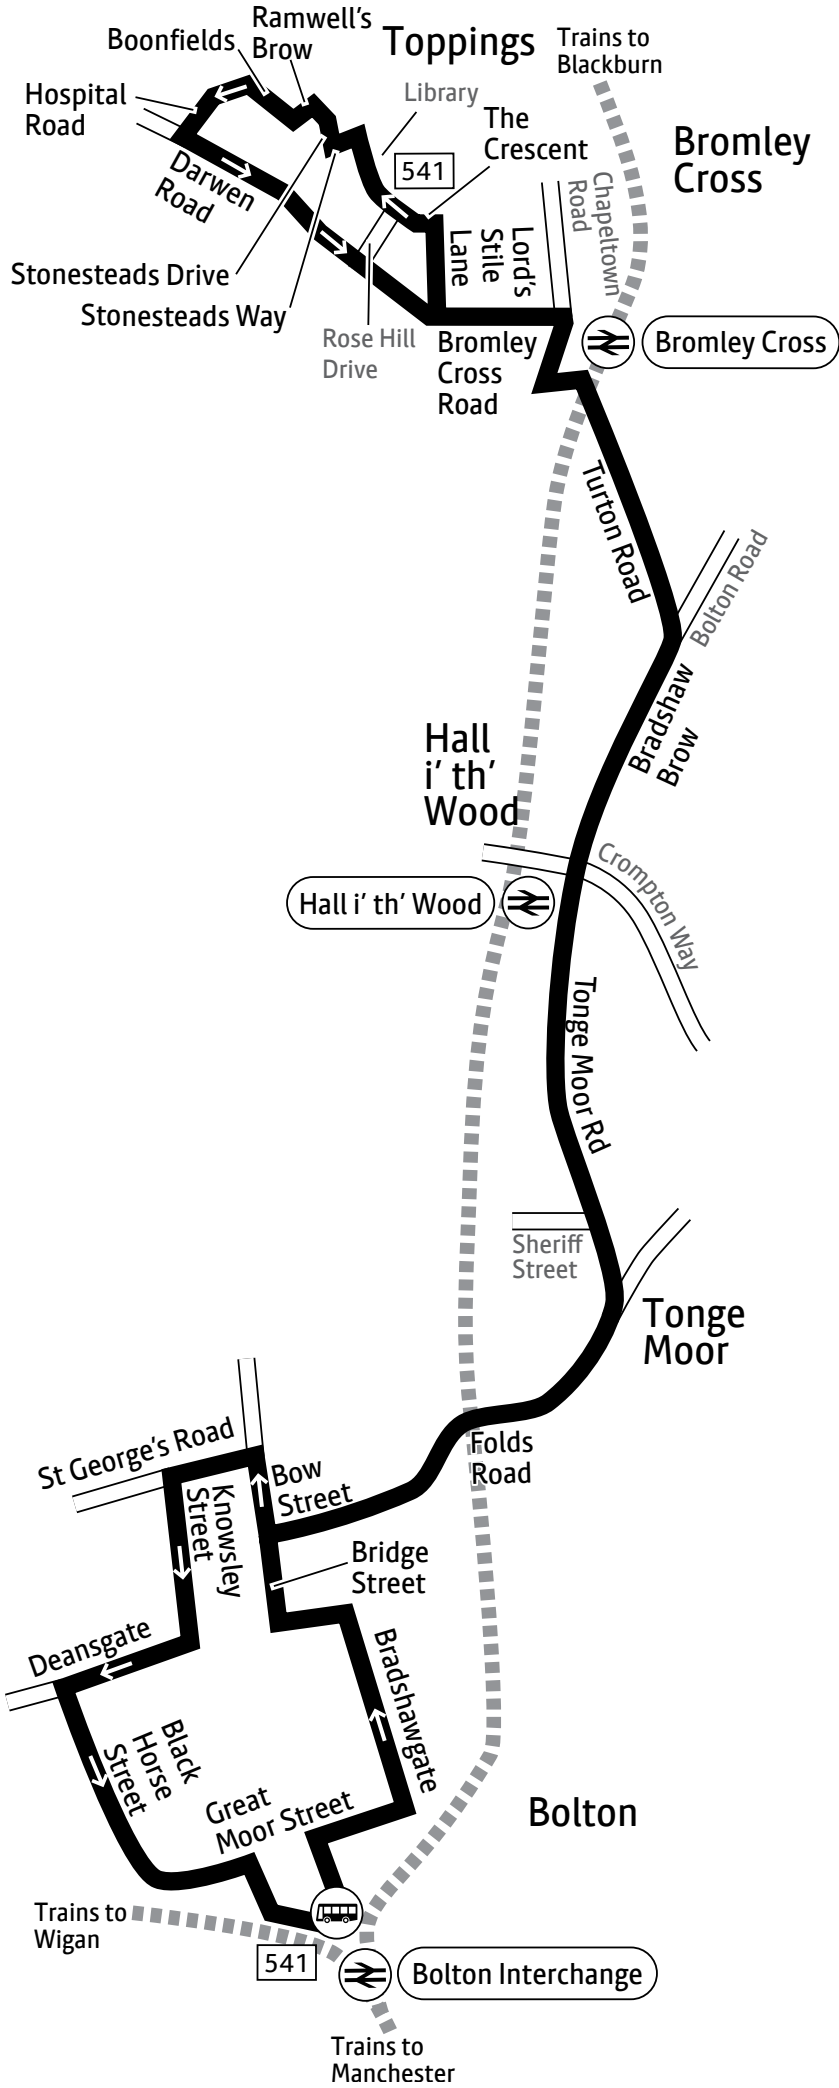 Ramwell's
Brow
Boonfields
Toppings
Trains to
Blackburn
Hospital
Road
Library
The
Crescent
Bromley
Cross
541
Darwen
Road
Chapeltown
Road
Lord's
Stile
Lane
Stonesteads Drive
Stonesteads Way
Rose Hill
Drive
Bromley
Cross
Road
Bromley Cross
Turton Road
Bolton Road
Bradshaw
Brow
Hall
i' th'
Wood
Crompton Way
Hall i' th' Wood
Tonge Moor Rd
Sheriff
Street
Tonge
Moor
St George's Road
Folds
Road
Bow
Street
Knowsley
Street
Bridge
Street
Deansgate
Bradshawgate
Black
Horse
Street
Great
Moor Street
Bolton
Trains to
Wigan
541
Bolton Interchange
Trains to
Manchester